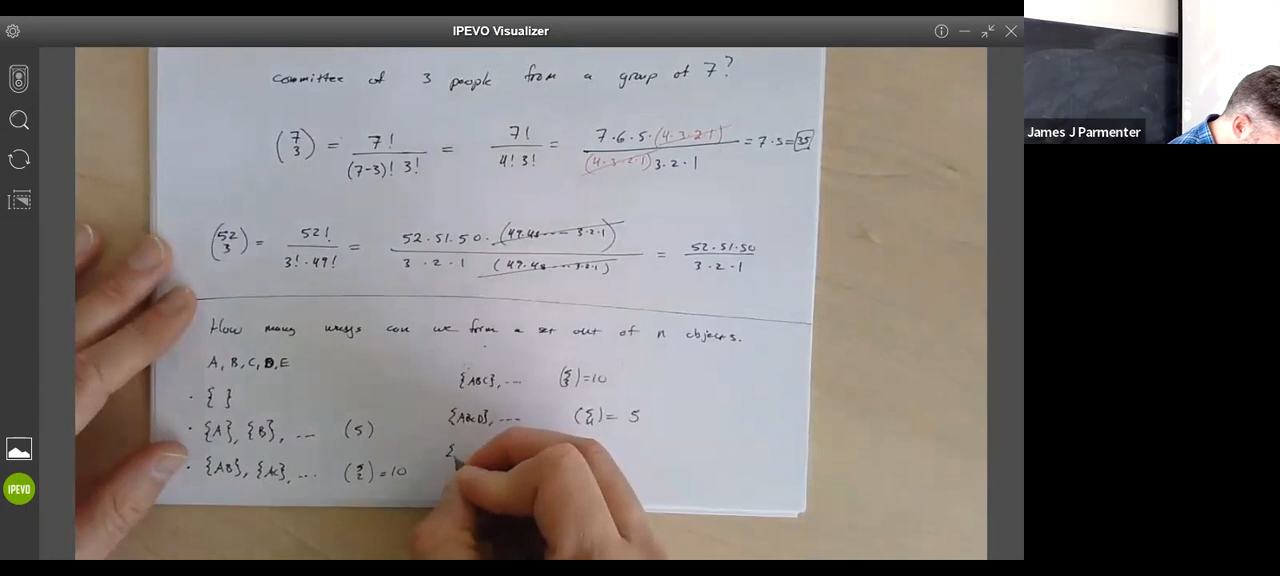 IPEVO Visualizer
James J Parmenter
committee of 3 people from a group of 7?
(7 3) = 7! / (7-3)! 3! = 7! / 4! 3! = 7·6·5·(4·3·2·1) / (4·3·2·1) 3·2·1 = 7·5 = 35
(52 3) = 52! / 3!·49! = 52·51·50·(49·48---- 3·2·1) / 3·2·1 (49·48---- 3·2·1) = 52·51·50 / 3·2·1
How many ways can we form a set out of n objects.
A, B, C, D, E
· { }
· {A}, {B}, ... (5)
· {AB}, {AC}, ... (5 2) = 10
{ABC}, ... (5 3) = 10
{ABCD}, ... (5 4) = 5
{
IPEVO